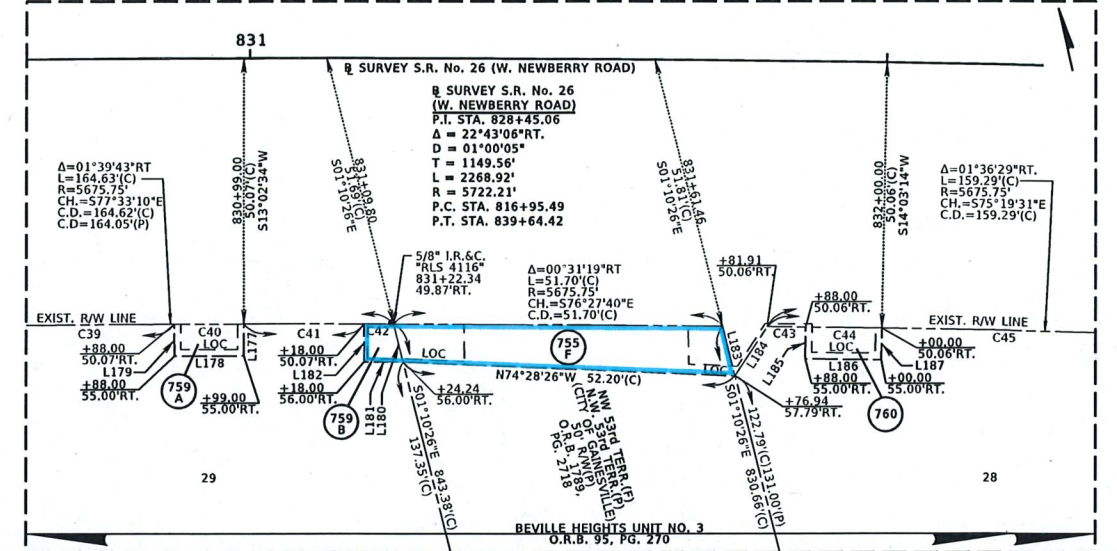 831
B SURVEY S.R. No. 26 (W. NEWBERRY ROAD)
B SURVEY S.R. No. 26
(W. NEWBERRY ROAD)
P.I. STA. 828+45.06
Δ = 22°43'06"RT.
D = 01°00'05"
T = 1149.56'
L = 2268.92'
R = 5722.21'
P.C. STA. 816+95.49
P.T. STA. 839+64.42
Δ=01°39'43"RT
L=164.63'(C)
R=5675.75'
CH.=S77°33'10"E
C.D.=164.62'(C)
C.D=164.05'(P)
830+99.00
50.07'(C)
S13°02'34"W
831+09.80
51.69'(C)
S01°10'26"E
831+61.46
51.81'(C)
S01°10'26"E
832+00.00
50.06'(C)
S14°03'14"W
Δ=01°36'29"RT.
L=159.29'(C)
R=5675.75'
CH.=S75°19'31"E
C.D.=159.29'(C)
5/8" I.R.&C.
"RLS 4116"
831+22.34
49.87'RT.
Δ=00°31'19"RT
L=51.70'(C)
R=5675.75'
CH.=S76°27'40"E
C.D.=51.70'(C)
+81.91
50.06'RT.
+88.00
50.06'RT.
EXIST. R/W LINE
C39
C40
LOC
L178
L177
C41
C42
LOC
755
F
L
LOC
L183
L184
C43
L185
C44
LOC
L186
EXIST. R/W LINE
C45
+88.00
50.07'RT.
L179
+88.00
55.00'RT.
759
A
+99.00
55.00'RT.
+18.00
50.07'RT.
L182
+18.00
56.00'RT.
759
B
L181
L180
+24.24
56.00'RT.
N74°28'26"W 52.20'(C)
+88.00
55.00'RT.
+76.94
57.79'RT.
+00.00
50.06'RT.
L187
+00.00
55.00'RT.
760
S01°10'26"E 843.38'(C)
137.35'(C)
NW 53rd TERR.(F)
N.W 53rd TERR.(P)
(CITY OF GAINESVILLE)
50' R/W(P)
O.R.B. 1789,
PG. 2718
122.79'(C)131.00'(P)
S01°10'26"E 830.66'(C)
29
28
BEVILLE HEIGHTS UNIT NO. 3
O.R.B. 95, PG. 270